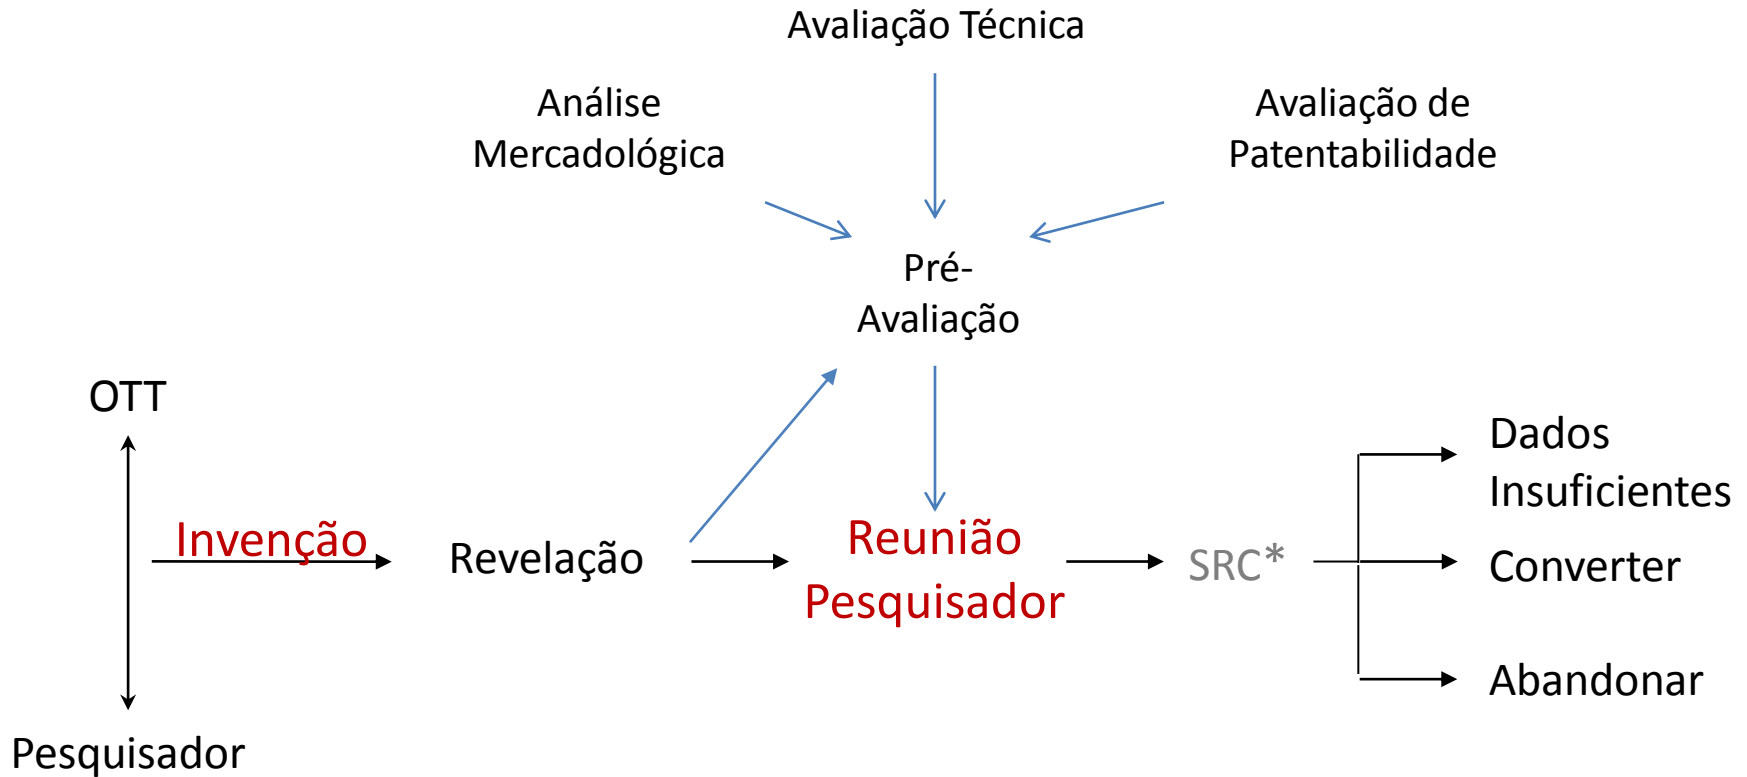 Avaliação Técnica
Análise
Mercadológica
Avaliação de
Patentabilidade
Pré-
Avaliação
OTT
Invenção
Pesquisador
Revelação
Reunião
Pesquisador
SRC*
Dados
Insuficientes
Converter
Abandonar